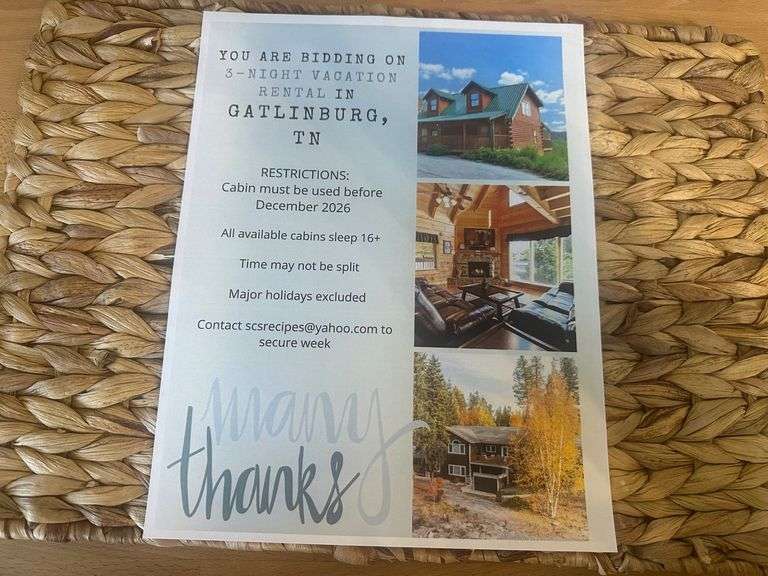 YOU ARE BIDDING ON
3-NIGHT VACATION
RENTAL IN
GATLINBURG,
TN
RESTRICTIONS:
Cabin must be used before
December 2026
All available cabins sleep 16+
Time may not be split
Major holidays excluded
Contact scsrecipes@yahoo.com to
secure week
many
thanks